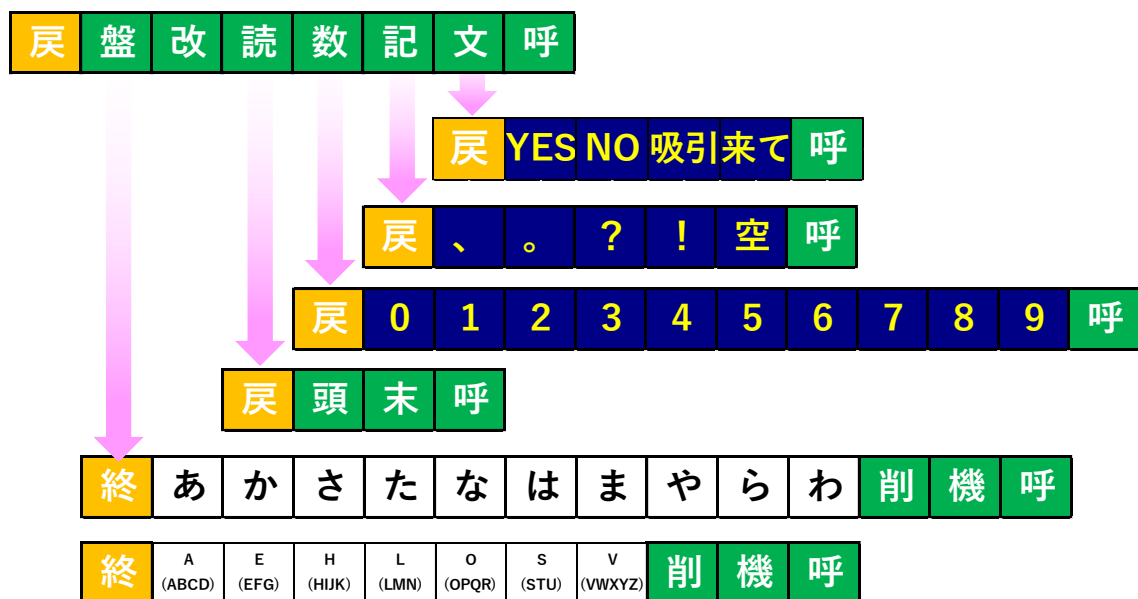 戻 盤 改 読 数 記 文 呼
戻 YES NO 吸引 来て 呼
戻 、 。 ? ! 空 呼
戻 0 1 2 3 4 5 6 7 8 9 呼
戻 頭 末 呼
終 あ か さ た な は ま や ら わ 削 機 呼
終 A (ABCD) E (EFG) H (HIJK) L (LMN) O (OPQR) S (STU) V (VWXYZ) 削 機 呼